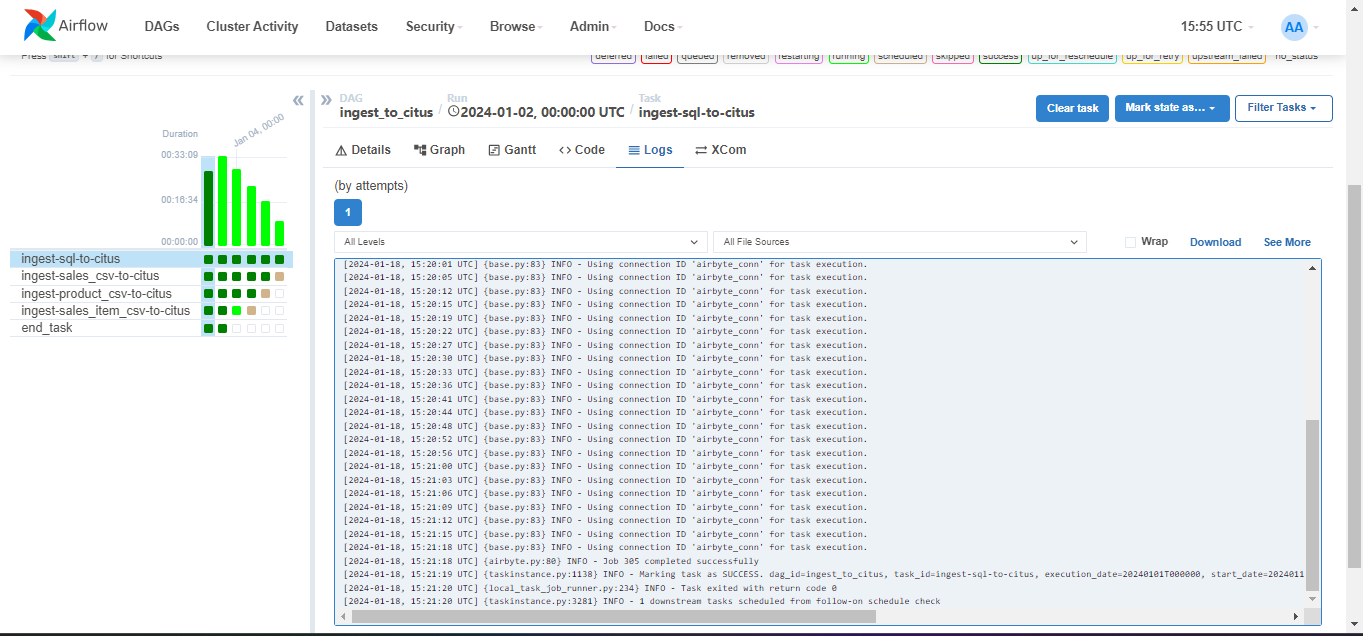 Airflow DAGs Cluster Activity Datasets Security Browse Admin Docs 15:55 UTC AA
Press shift + / for Shortcuts deferred failed queued removed restarting running scheduled skipped success up_for_reschedule up_for_retry upstream_failed no_status
DAG Run Task
ingest_to_citus / 2024-01-02, 00:00:00 UTC / ingest-sql-to-citus Clear task Mark state as... Filter Tasks
Duration Jan 04, 00:00
00:33:09
00:16:34
00:00:00
ingest-sql-to-citus
ingest-sales_csv-to-citus
ingest-product_csv-to-citus
ingest-sales_item_csv-to-citus
end_task
Details Graph Gantt Code Logs XCom
(by attempts)
1
All Levels All File Sources Wrap Download See More
[2024-01-18, 15:20:01 UTC] {base.py:83} INFO - Using connection ID 'airbyte_conn' for task execution.
[2024-01-18, 15:20:05 UTC] {base.py:83} INFO - Using connection ID 'airbyte_conn' for task execution.
[2024-01-18, 15:20:12 UTC] {base.py:83} INFO - Using connection ID 'airbyte_conn' for task execution.
[2024-01-18, 15:20:15 UTC] {base.py:83} INFO - Using connection ID 'airbyte_conn' for task execution.
[2024-01-18, 15:20:19 UTC] {base.py:83} INFO - Using connection ID 'airbyte_conn' for task execution.
[2024-01-18, 15:20:22 UTC] {base.py:83} INFO - Using connection ID 'airbyte_conn' for task execution.
[2024-01-18, 15:20:27 UTC] {base.py:83} INFO - Using connection ID 'airbyte_conn' for task execution.
[2024-01-18, 15:20:30 UTC] {base.py:83} INFO - Using connection ID 'airbyte_conn' for task execution.
[2024-01-18, 15:20:33 UTC] {base.py:83} INFO - Using connection ID 'airbyte_conn' for task execution.
[2024-01-18, 15:20:36 UTC] {base.py:83} INFO - Using connection ID 'airbyte_conn' for task execution.
[2024-01-18, 15:20:41 UTC] {base.py:83} INFO - Using connection ID 'airbyte_conn' for task execution.
[2024-01-18, 15:20:44 UTC] {base.py:83} INFO - Using connection ID 'airbyte_conn' for task execution.
[2024-01-18, 15:20:48 UTC] {base.py:83} INFO - Using connection ID 'airbyte_conn' for task execution.
[2024-01-18, 15:20:52 UTC] {base.py:83} INFO - Using connection ID 'airbyte_conn' for task execution.
[2024-01-18, 15:20:56 UTC] {base.py:83} INFO - Using connection ID 'airbyte_conn' for task execution.
[2024-01-18, 15:21:00 UTC] {base.py:83} INFO - Using connection ID 'airbyte_conn' for task execution.
[2024-01-18, 15:21:03 UTC] {base.py:83} INFO - Using connection ID 'airbyte_conn' for task execution.
[2024-01-18, 15:21:06 UTC] {base.py:83} INFO - Using connection ID 'airbyte_conn' for task execution.
[2024-01-18, 15:21:09 UTC] {base.py:83} INFO - Using connection ID 'airbyte_conn' for task execution.
[2024-01-18, 15:21:12 UTC] {base.py:83} INFO - Using connection ID 'airbyte_conn' for task execution.
[2024-01-18, 15:21:15 UTC] {base.py:83} INFO - Using connection ID 'airbyte_conn' for task execution.
[2024-01-18, 15:21:18 UTC] {base.py:83} INFO - Using connection ID 'airbyte_conn' for task execution.
[2024-01-18, 15:21:18 UTC] {airbyte.py:80} INFO - Job 305 completed successfully
[2024-01-18, 15:21:19 UTC] {taskinstance.py:1138} INFO - Marking task as SUCCESS. dag_id=ingest_to_citus, task_id=ingest-sql-to-citus, execution_date=20240101T000000, start_date=202411
[2024-01-18, 15:21:20 UTC] {local_task_job_runner.py:234} INFO - Task exited with return code 0
[2024-01-18, 15:21:20 UTC] {taskinstance.py:3281} INFO - 1 downstream tasks scheduled from follow-on schedule check